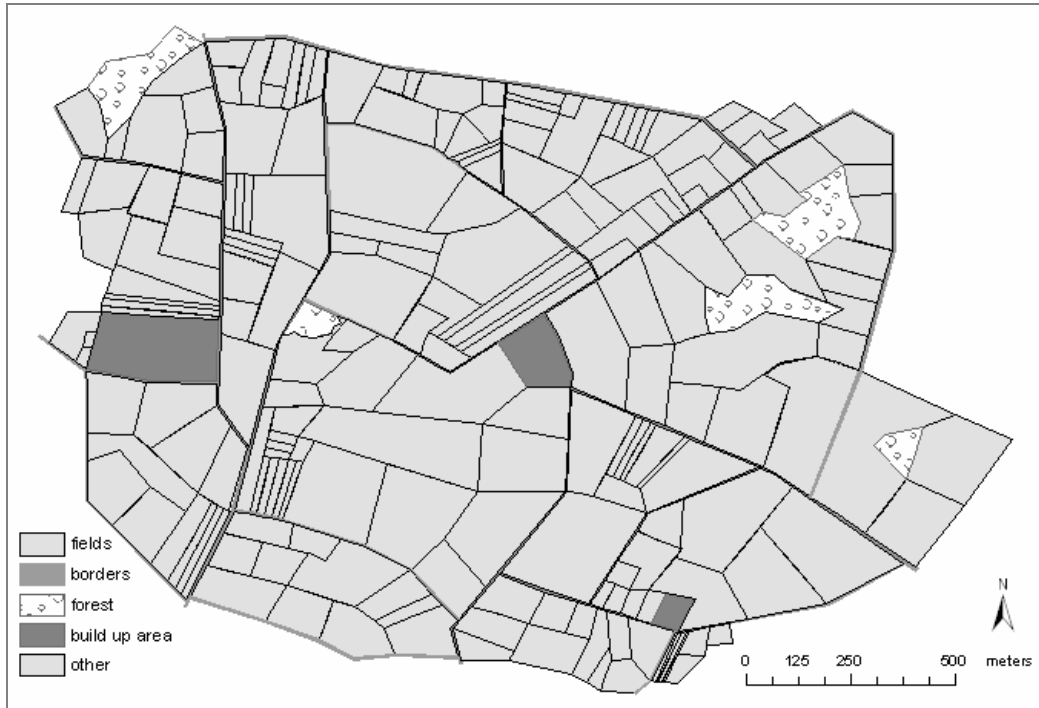 fields
borders
forest
build up area
other
N
0 125 250 500 meters